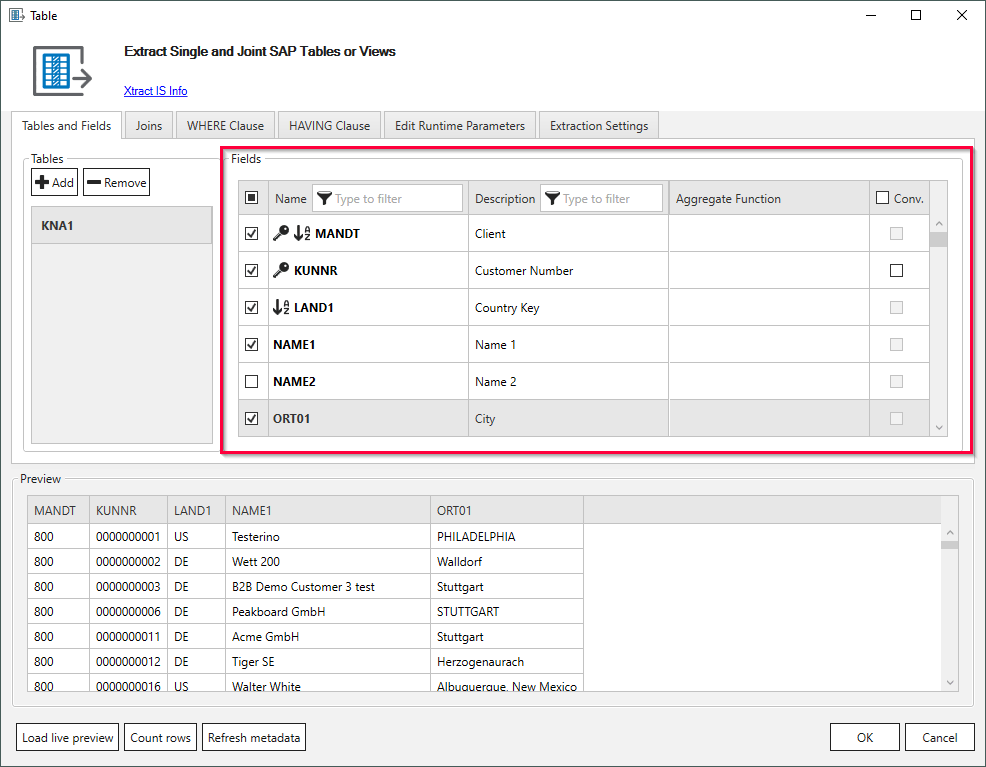 Table
Extract Single and Joint SAP Tables or Views
Xtract IS Info
Tables and Fields Joins WHERE Clause HAVING Clause Edit Runtime Parameters Extraction Settings
Tables
Add Remove
KNA1
Fields
Name Type to filter Description Type to filter Aggregate Function Conv.
MANDT Client
KUNNR Customer Number
LAND1 Country Key
NAME1 Name 1
NAME2 Name 2
ORT01 City
Preview
MANDT KUNNR LAND1 NAME1 ORT01
800 0000000001 US Testerino PHILADELPHIA
800 0000000002 DE Wett 200 Walldorf
800 0000000003 DE B2B Demo Customer 3 test Stuttgart
800 0000000006 DE Peakboard GmbH STUTTGART
800 0000000011 DE Acme GmbH Stuttgart
800 0000000012 DE Tiger SE Herzogenaurach
800 0000000016 US Walter White Albuquerque, New Mexico
Load live preview Count rows Refresh metadata OK Cancel